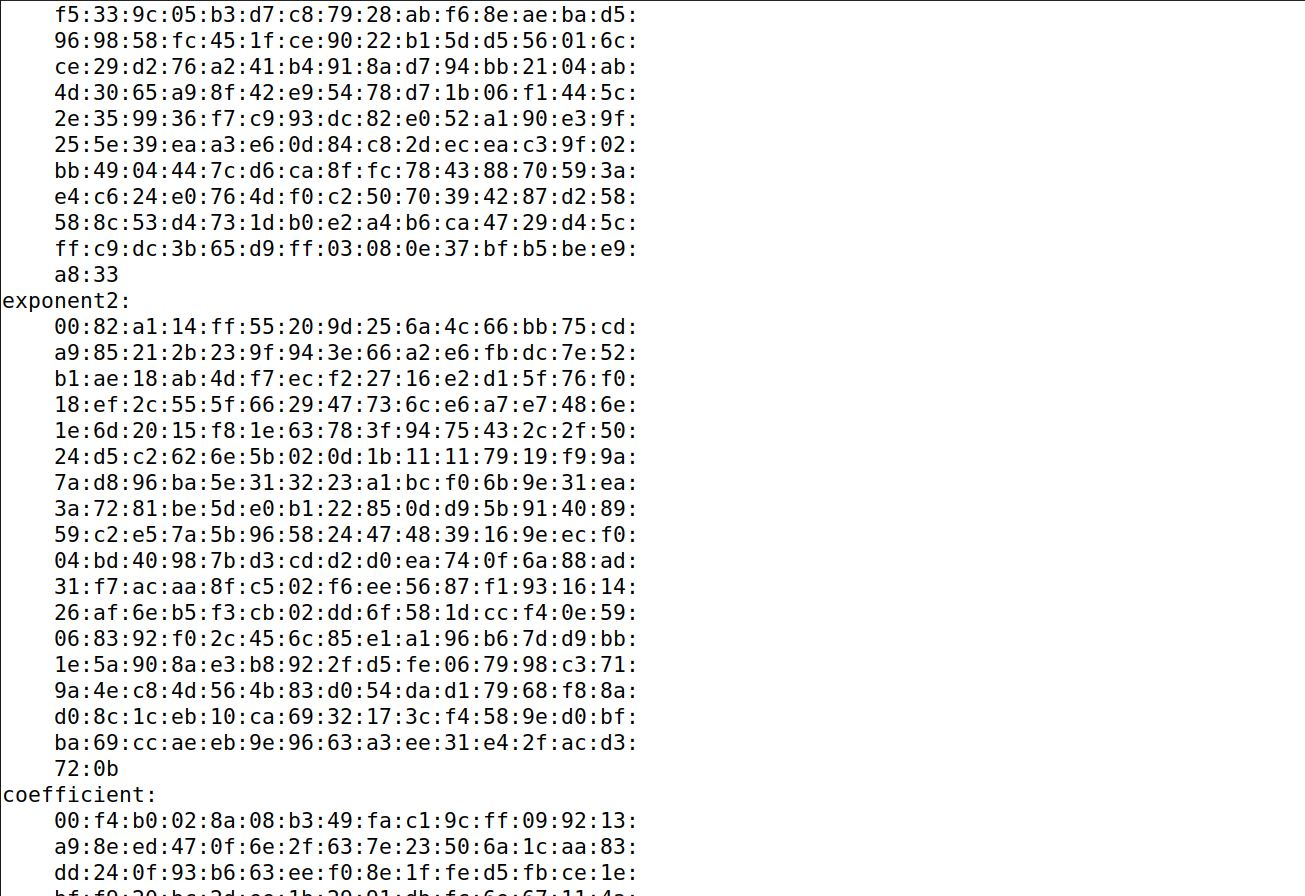 f5:33:9c:05:b3:d7:c8:79:28:ab:f6:8e:ae:ba:d5:
96:98:58:fc:45:1f:ce:90:22:b1:5d:d5:56:01:6c:
ce:29:d2:76:a2:41:b4:91:8a:d7:94:bb:21:04:ab:
4d:30:65:a9:8f:42:e9:54:78:d7:1b:06:f1:44:5c:
2e:35:99:36:f7:c9:93:dc:82:e0:52:a1:90:e3:9f:
25:5e:39:ea:a3:e6:0d:84:c8:2d:ec:ea:c3:9f:02:
bb:49:04:44:7c:d6:ca:8f:fc:78:43:88:70:59:3a:
e4:c6:24:e0:76:4d:f0:c2:50:70:39:42:87:d2:58:
58:8c:53:d4:73:1d:b0:e2:a4:b6:ca:47:29:d4:5c:
ff:c9:dc:3b:65:d9:ff:03:08:0e:37:bf:b5:be:e9:
a8:33
exponent2:
00:82:a1:14:ff:55:20:9d:25:6a:4c:66:bb:75:cd:
a9:85:21:2b:23:9f:94:3e:66:a2:e6:fb:dc:7e:52:
b1:ae:18:ab:4d:f7:ec:f2:27:16:e2:d1:5f:76:f0:
18:ef:2c:55:5f:66:29:47:73:6c:e6:a7:e7:48:6e:
1e:6d:20:15:f8:1e:63:78:3f:94:75:43:2c:2f:50:
24:d5:c2:62:6e:5b:02:0d:1b:11:11:79:19:f9:9a:
7a:d8:96:ba:5e:31:32:23:a1:bc:f0:6b:9e:31:ea:
3a:72:81:be:5d:e0:b1:22:85:0d:d9:5b:91:40:89:
59:c2:e5:7a:5b:96:58:24:47:48:39:16:9e:ec:f0:
04:bd:40:98:7b:d3:cd:d2:d0:ea:74:0f:6a:88:ad:
31:f7:ac:aa:8f:c5:02:f6:ee:56:87:f1:93:16:14:
26:af:6e:b5:f3:cb:02:dd:6f:58:1d:cc:f4:0e:59:
06:83:92:f0:2c:45:6c:85:e1:a1:96:b6:7d:d9:bb:
1e:5a:90:8a:e3:b8:92:2f:d5:fe:06:79:98:c3:71:
9a:4e:c8:4d:56:4b:83:d0:54:da:d1:79:68:f8:8a:
d0:8c:1c:eb:10:ca:69:32:17:3c:f4:58:9e:d0:bf:
ba:69:cc:ae:eb:9e:96:63:a3:ee:31:e4:2f:ac:d3:
72:0b
coefficient:
00:f4:b0:02:8a:08:b3:49:fa:c1:9c:ff:09:92:13:
a9:8e:ed:47:0f:6e:2f:63:7e:23:50:6a:1c:aa:83:
dd:24:0f:93:b6:63:ee:f0:8e:1f:fe:d5:fb:ce:1e: